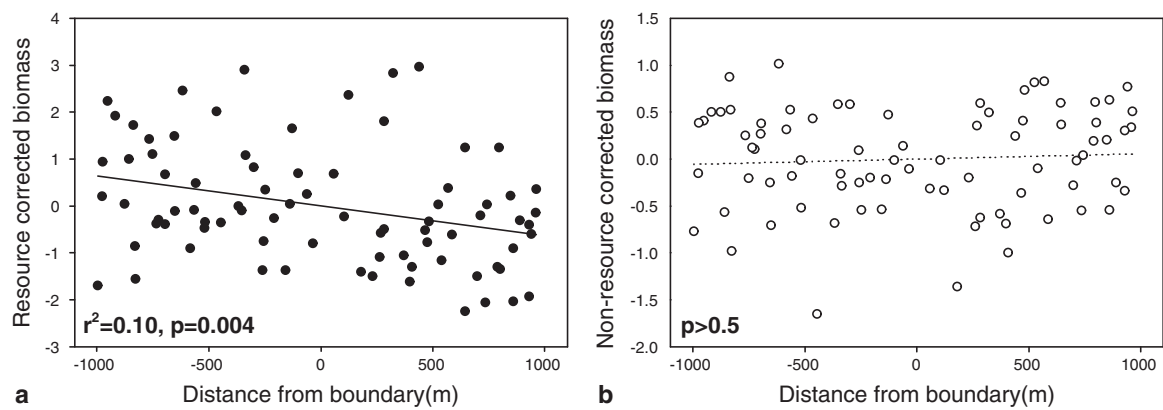 4
3
2
1
0
-1
-2
-3
Resource corrected biomass
r²=0.10, p=0.004
-1000 -500 0 500 1000
a Distance from boundary(m)
1.5
1.0
0.5
0.0
-0.5
-1.0
-1.5
-2.0
Non-resource corrected biomass
p>0.5
-1000 -500 0 500 1000
b Distance from boundary(m)